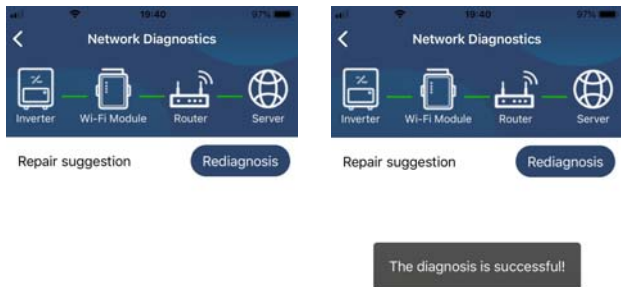 19:40
97%
Network Diagnostics
Inverter
Wi-Fi Module
Router
Server
Repair suggestion
Rediagnosis
19:40
97%
Network Diagnostics
Inverter
Wi-Fi Module
Router
Server
Repair suggestion
Rediagnosis
The diagnosis is successful!